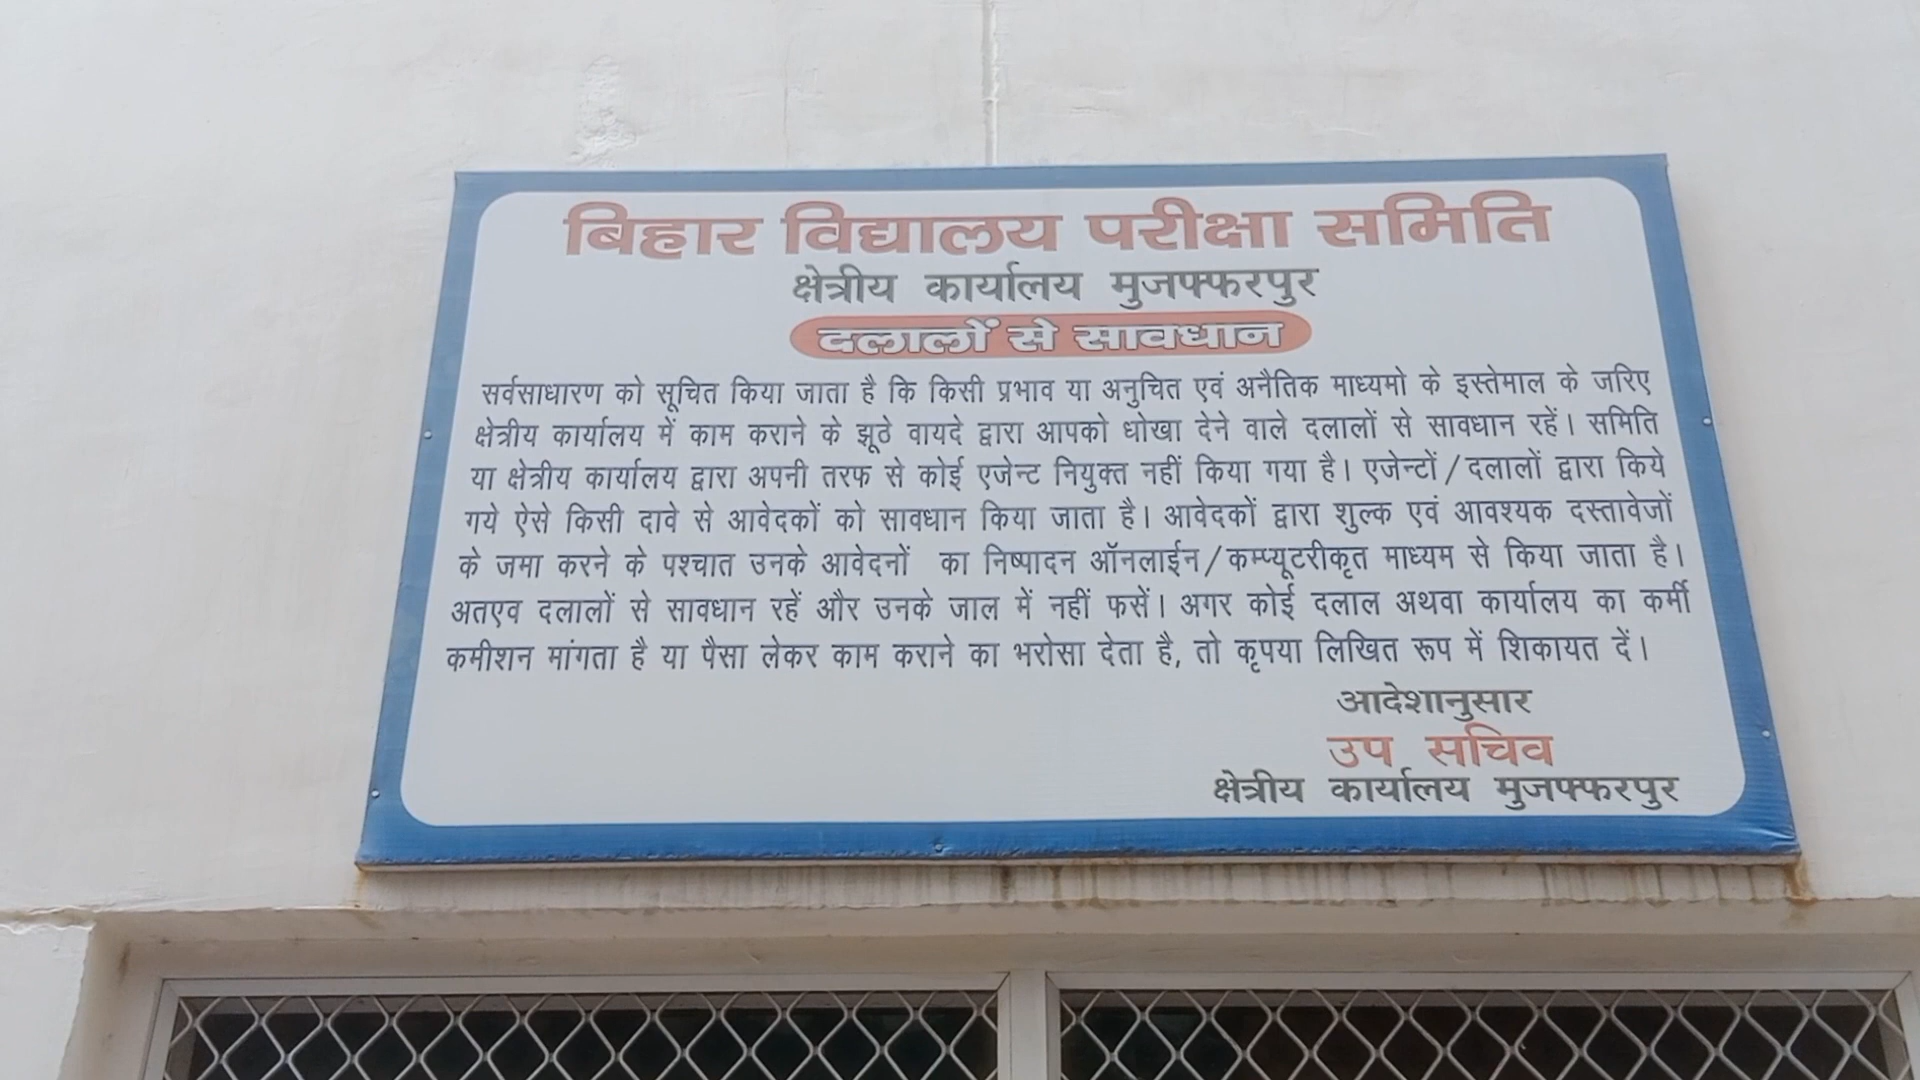 बिहार विद्यालय परीक्षा समिति
क्षेत्रीय कार्यालय मुजफ्फरपुर
दलालों से सावधान
सर्वसाधारण को सूचित किया जाता है कि किसी प्रभाव या अनुचित एवं अनैतिक माध्यमो के इस्तेमाल के जरिए
क्षेत्रीय कार्यालय में काम कराने के झूठे वायदे द्वारा आपको धोखा देने वाले दलालों से सावधान रहें। समिति
या क्षेत्रीय कार्यालय द्वारा अपनी तरफ से कोई एजेन्ट नियुक्त नहीं किया गया है। एजेन्टों/दलालों द्वारा किये
गये ऐसे किसी दावे से आवेदकों को सावधान किया जाता है। आवेदकों द्वारा शुल्क एवं आवश्यक दस्तावेजों
के जमा करने के पश्चात उनके आवेदनों का निष्पादन ऑनलाईन/कम्प्यूटरीकृत माध्यम से किया जाता है।
अतएव दलालों से सावधान रहें और उनके जाल में नहीं फसें। अगर कोई दलाल अथवा कार्यालय का कर्मी
कमीशन मांगता है या पैसा लेकर काम कराने का भरोसा देता है, तो कृपया लिखित रूप में शिकायत दें।
आदेशानुसार
उप सचिव
क्षेत्रीय कार्यालय मुजफ्फरपुर